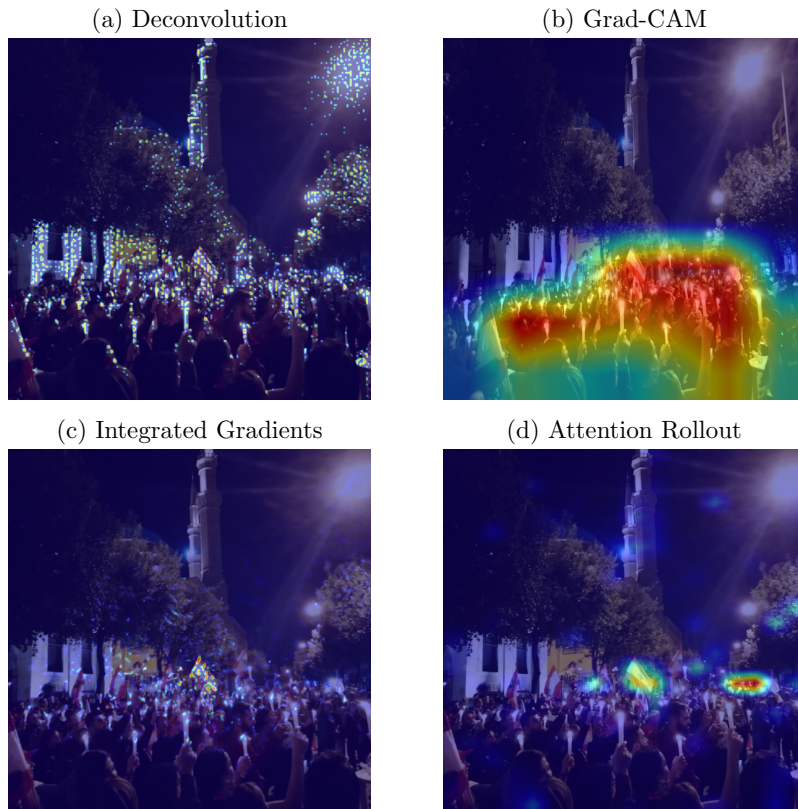 (a) Deconvolution
(b) Grad-CAM
(c) Integrated Gradients
(d) Attention Rollout